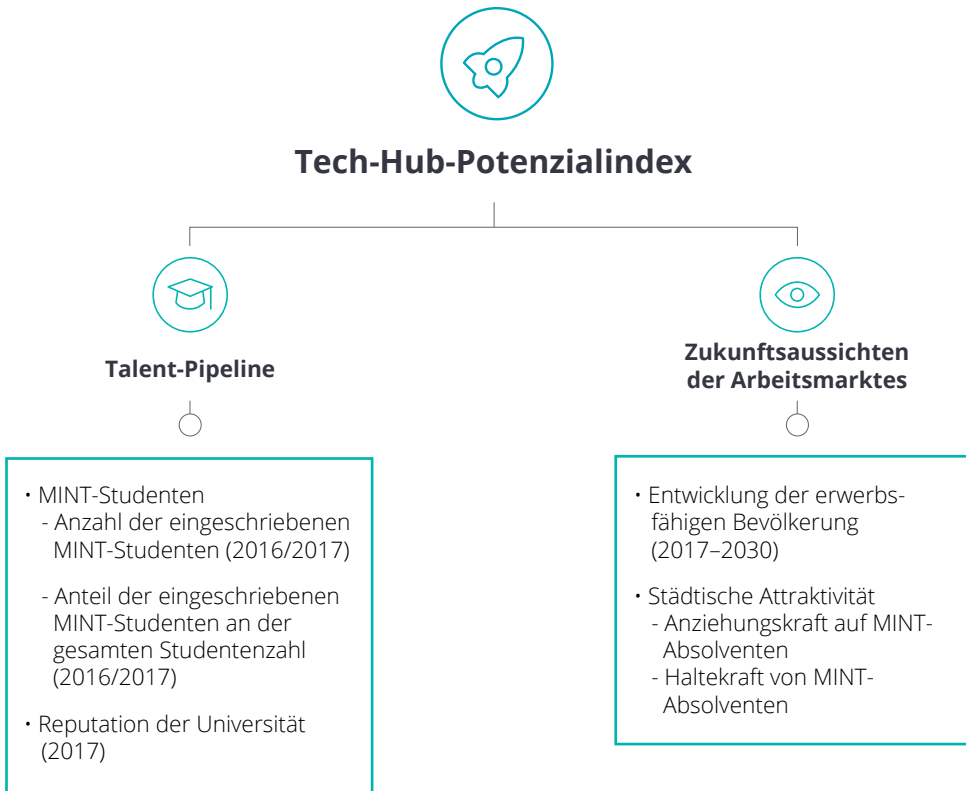 Tech-Hub-Potenzialindex
Talent-Pipeline
• MINT-Studenten
- Anzahl der eingeschriebenen
MINT-Studenten (2016/2017)
- Anteil der eingeschriebenen
MINT-Studenten an der
gesamten Studentenzahl
(2016/2017)
• Reputation der Universität
(2017)
Zukunftsaussichten
der Arbeitsmarktes
• Entwicklung der erwerbs-
fähigen Bevölkerung
(2017–2030)
• Städtische Attraktivität
- Anziehungskraft auf MINT-
Absolventen
- Haltekraft von MINT-
Absolventen